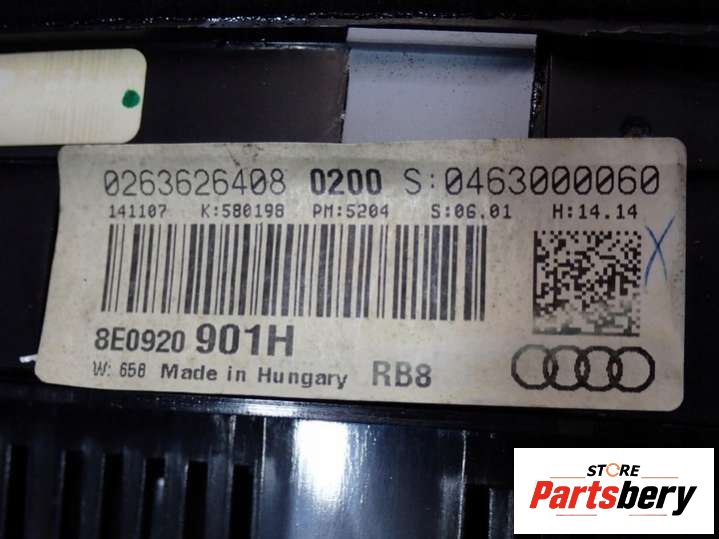 0263626408 0200 S:0463000060
141107 K:580198 PM:5204 S:06.01 H:14.14
8E0920 901H
W: 658 Made in Hungary RB8
STORE
Partsbery